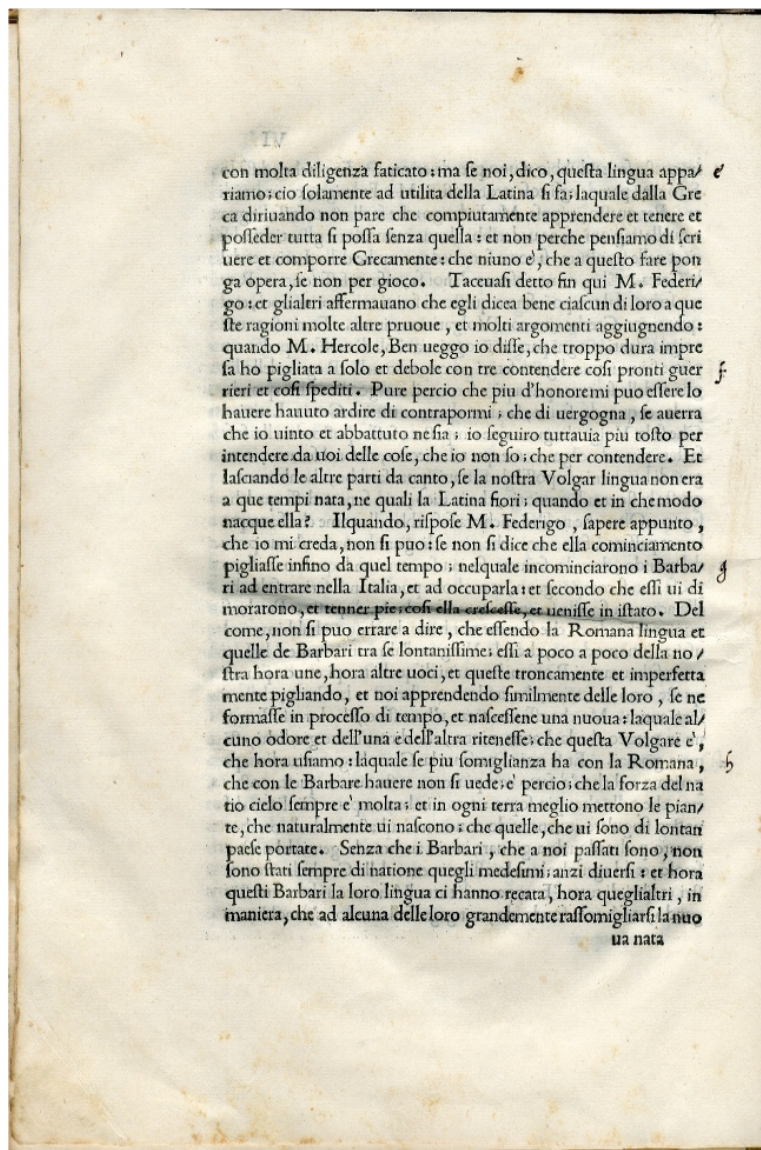 con molta diligenza faticato: ma se noi, dico, questa lingua appa/ e
riamo; cio solamente ad utilita della Latina si fa; laquale dalla Gre
ca diriuando non pare che compiutamente apprendere et tenere et
posseder tutta si possa senza quella: et non perche pensiamo di scri
uere et comporre Grecamente: che niuno e', che a questo fare pon
ga opera, se non per gioco. Taceuasi detto fin qui M. Federi/
go: et glialtri affermauano che egli dicea bene ciascun di loro a que
ste ragioni molte altre pruoue, et molti argomenti aggiugnendo:
quando M. Hercole, Ben ueggo io disse, che troppo dura impre
sa ho pigliata a solo et debole con tre contendere cosi pronti guer f
rieri et cosi spediti. Pure percio che piu d'honore mi puo essere lo
hauere hauuto ardire di contrapormi; che di uergogna, se auerra
che io uinto et abbattuto ne sia; io seguiro tuttauia piu tosto per
intendere da uoi delle cose, che io non so; che per contendere. Et
lasciando le altre parti da canto, se la nostra Volgar lingua non era
a que tempi nata, ne quali la Latina fiori; quando et in che modo
nacque ella? Ilquando, rispose M. Federigo, sapere appunto,
che io mi creda, non si puo: se non si dice che ella cominciamento
pigliasse infino da quel tempo; nelquale incominciarono i Barba/ g
ri ad entrare nella Italia, et ad occuparla: et secondo che essi ui di
morarono, et tenner pie; cosi ella crescesse, et uenisse in istato. Del
come, non si puo errare a dire, che essendo la Romana lingua et
quelle de Barbari tra se lontanissime; essi a poco a poco della no/
stra hora une, hora altre uoci, et queste troncamente et imperfetta
mente pigliando, et noi apprendendo similmente delle loro, se ne
formasse in processo di tempo, et nascessene una nuoua: laquale al/
cuno odore et dell'una e dell'altra ritenesse; che questa Volgare e',
che hora usiamo: laquale se piu somiglianza ha con la Romana, h
che con le Barbare hauere non si uede; e' percio; che la forza del na
tio cielo sempre e' molta; et in ogni terra meglio mettono le pian/
te, che naturalmente ui nascono; che quelle, che ui sono di lontan
paese portate. Senza che i Barbari, che a noi passati sono, non
sono stati sempre di natione quegli medesimi; anzi diuersi: et hora
questi Barbari la loro lingua ci hanno recata, hora queglialtri, in
maniera, che ad alcuna delle loro grandemente rassomigliarsi la nuo
ua nata